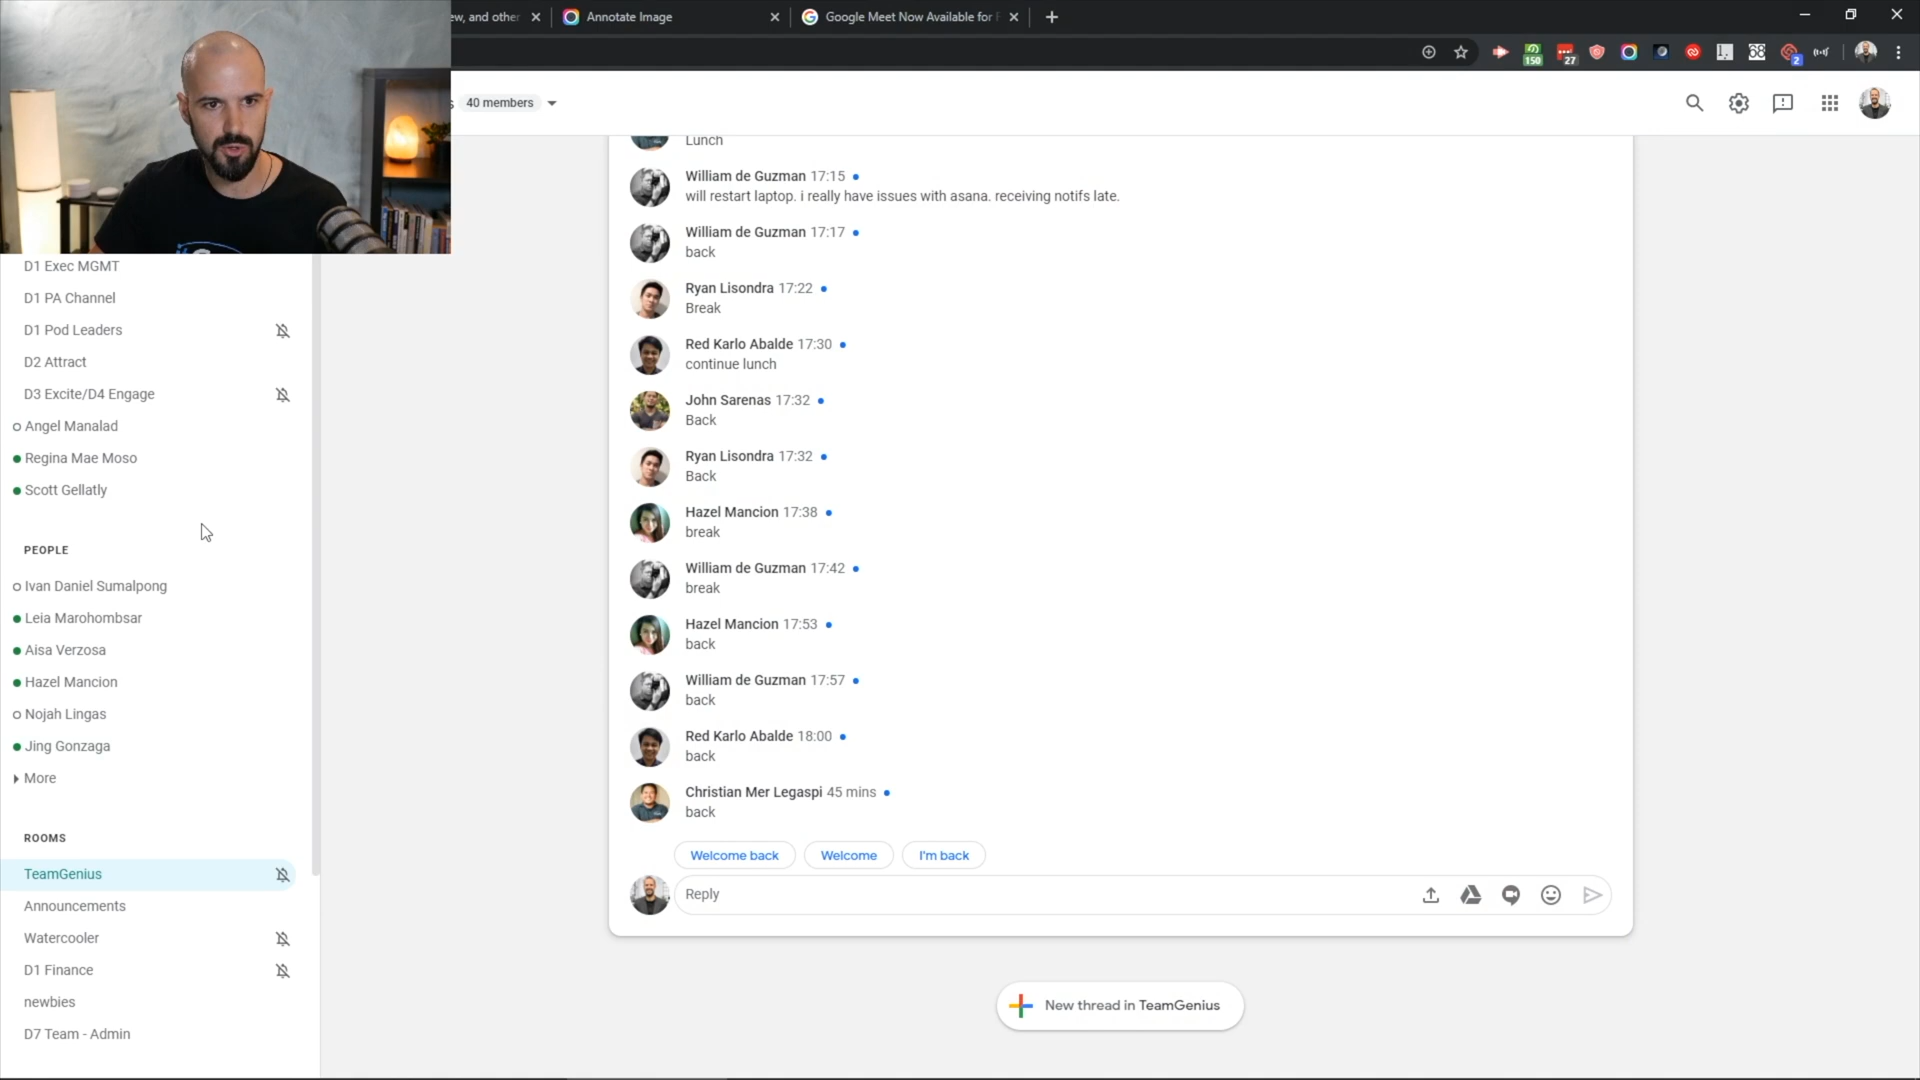 ew, and other
Annotate Image
Google Meet Now Available for F
150
27
68
2
s 40 members
D1 Exec MGMT
D1 PA Channel
D1 Pod Leaders
D2 Attract
D3 Excite/D4 Engage
Angel Manalad
Regina Mae Moso
Scott Gellatly
PEOPLE
Ivan Daniel Sumalpong
Leia Marohombsar
Aisa Verzosa
Hazel Mancion
Nojah Lingas
Jing Gonzaga
More
ROOMS
TeamGenius
Announcements
Watercooler
D1 Finance
newbies
D7 Team - Admin
Lunch
William de Guzman 17:15
will restart laptop. i really have issues with asana. receiving notifs late.
William de Guzman 17:17
back
Ryan Lisondra 17:22
Break
Red Karlo Abalde 17:30
continue lunch
John Sarenas 17:32
Back
Ryan Lisondra 17:32
Back
Hazel Mancion 17:38
break
William de Guzman 17:42
break
Hazel Mancion 17:53
back
William de Guzman 17:57
back
Red Karlo Abalde 18:00
back
Christian Mer Legaspi 45 mins
back
Welcome back
Welcome
I'm back
Reply
New thread in TeamGenius